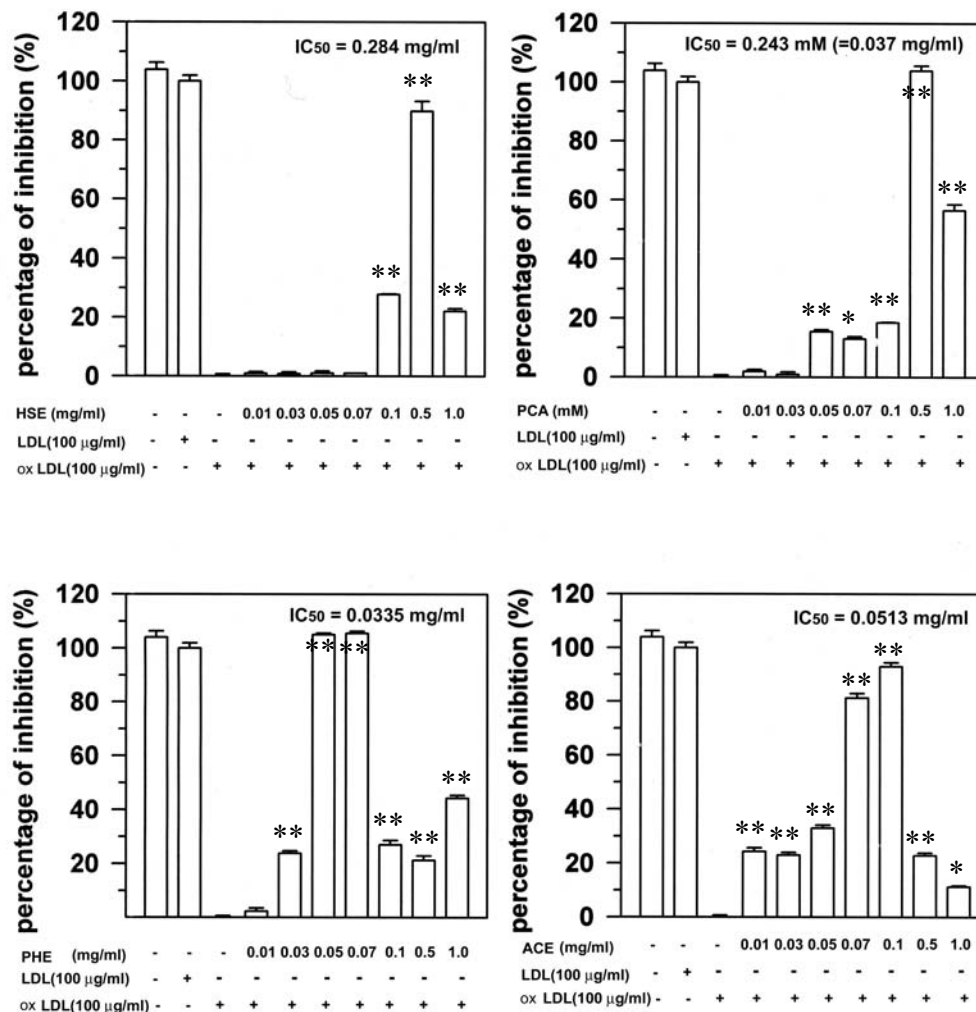 percentage of inhibition (%)
120
100
80
60
40
20
0
IC50 = 0.284 mg/ml
**
**
**
HSE (mg/ml) - - - 0.01 0.03 0.05 0.07 0.1 0.5 1.0
LDL(100 µg/ml) - + - - - - - - - -
ox LDL(100 µg/ml) - - + + + + + + + +
percentage of inhibition (%)
120
100
80
60
40
20
0
IC50 = 0.243 mM (=0.037 mg/ml)
**
**
** * **
PCA (mM) - - - 0.01 0.03 0.05 0.07 0.1 0.5 1.0
LDL(100 µg/ml) - + - - - - - - - -
ox LDL(100 µg/ml) - - + + + + + + + +
percentage of inhibition (%)
120
100
80
60
40
20
0
IC50 = 0.0335 mg/ml
** **
**
** ** **
PHE (mg/ml) - - - 0.01 0.03 0.05 0.07 0.1 0.5 1.0
LDL(100 µg/ml) - + - - - - - - - -
ox LDL(100 µg/ml) - - + + + + + + + +
percentage of inhibition (%)
120
100
80
60
40
20
0
IC50 = 0.0513 mg/ml
**
**
** ** ** **
*
ACE (mg/ml) - - - 0.01 0.03 0.05 0.07 0.1 0.5 1.0
LDL(100 µg/ml) - + - - - - - - - -
ox LDL(100 µg/ml) - - + + + + + + + +